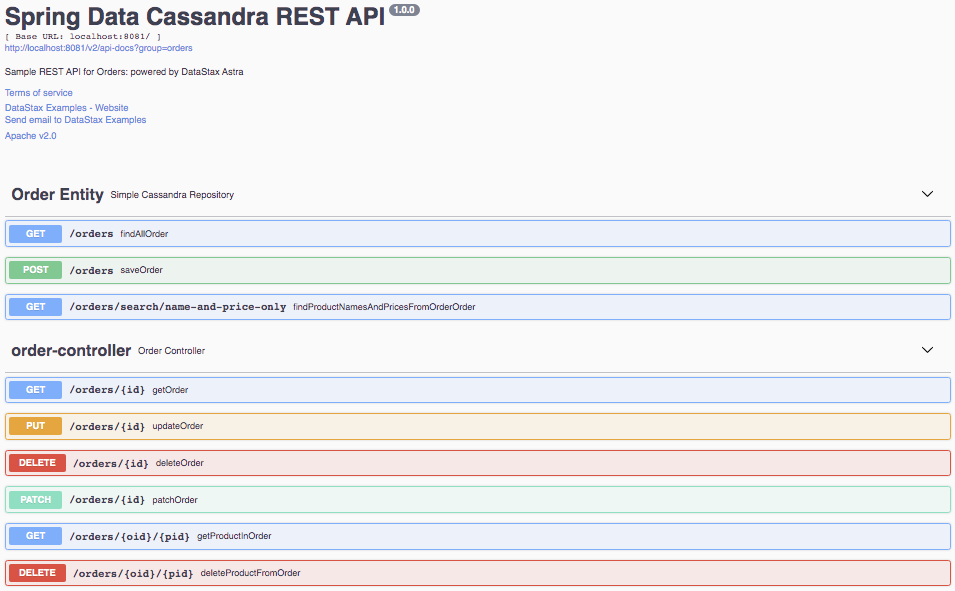 Spring Data Cassandra REST API 1.0.0
[ Base URL: localhost:8081/ ]
http://localhost:8081/v2/api-docs?group=orders
Sample REST API for Orders: powered by DataStax Astra
Terms of service
DataStax Examples - Website
Send email to DataStax Examples
Apache v2.0
Order Entity Simple Cassandra Repository
GET /orders findAllOrder
POST /orders saveOrder
GET /orders/search/name-and-price-only findProductNamesAndPricesFromOrderOrder
order-controller Order Controller
GET /orders/{id} getOrder
PUT /orders/{id} updateOrder
DELETE /orders/{id} deleteOrder
PATCH /orders/{id} patchOrder
GET /orders/{oid}/{pid} getProductInOrder
DELETE /orders/{oid}/{pid} deleteProductFromOrder